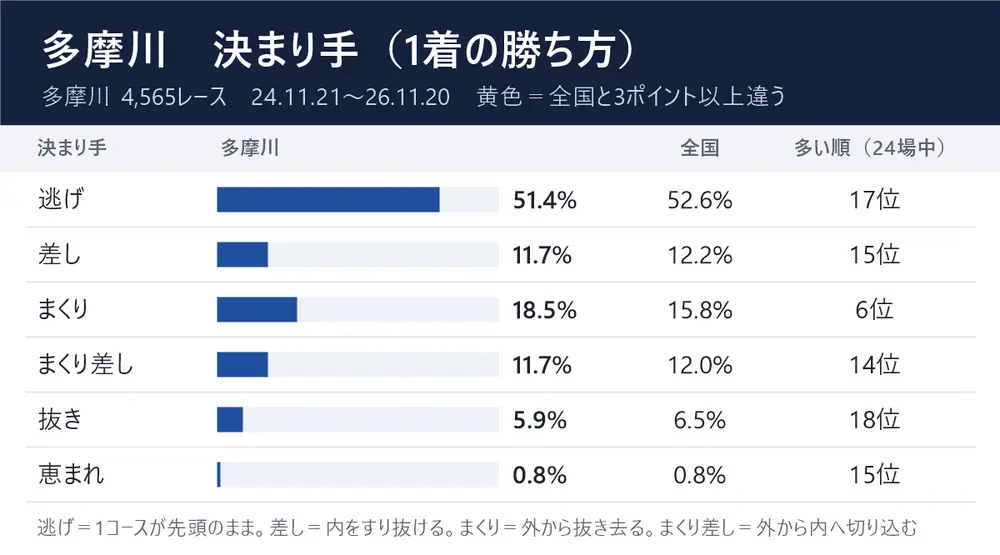 多摩川　決まり手（1着の勝ち方）
多摩川 4,565レース　24.11.21～26.11.20　黄色＝全国と3ポイント以上違う
決まり手　多摩川　全国　多い順（24場中）
逃げ　51.4%　52.6%　17位
差し　11.7%　12.2%　15位
まくり　18.5%　15.8%　6位
まくり差し　11.7%　12.0%　14位
抜き　5.9%　6.5%　18位
恵まれ　0.8%　0.8%　15位
逃げ＝1コースが先頭のまま。差し＝内をすり抜ける。まくり＝外から抜き去る。まくり差し＝外から内へ切り込む